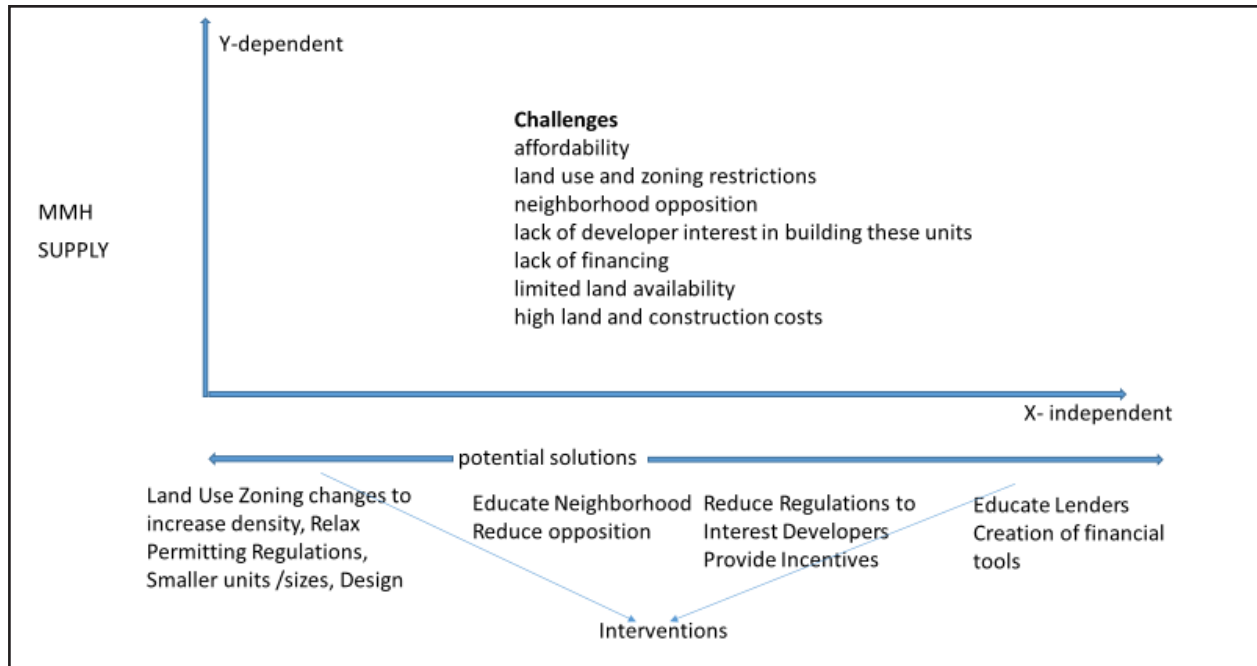 Y-dependent
Challenges
affordability
land use and zoning restrictions
neighborhood opposition
lack of developer interest in building these units
lack of financing
limited land availability
high land and construction costs
MMH
SUPPLY
X- independent
potential solutions
Land Use Zoning changes to
increase density, Relax
Permitting Regulations,
Smaller units /sizes, Design
Educate Neighborhood
Reduce opposition
Reduce Regulations to
Interest Developers
Provide Incentives
Educate Lenders
Creation of financial
tools
Interventions